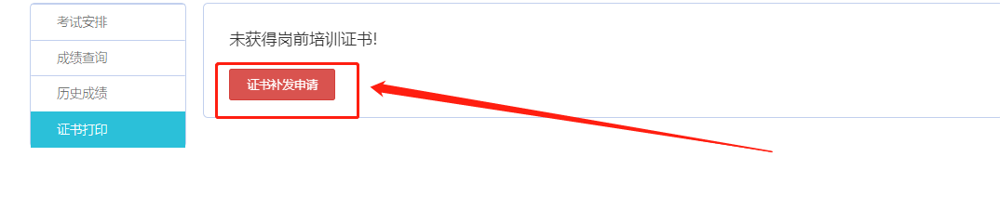 考试安排
成绩查询
历史成绩
证书打印
未获得岗前培训证书!
证书补发申请